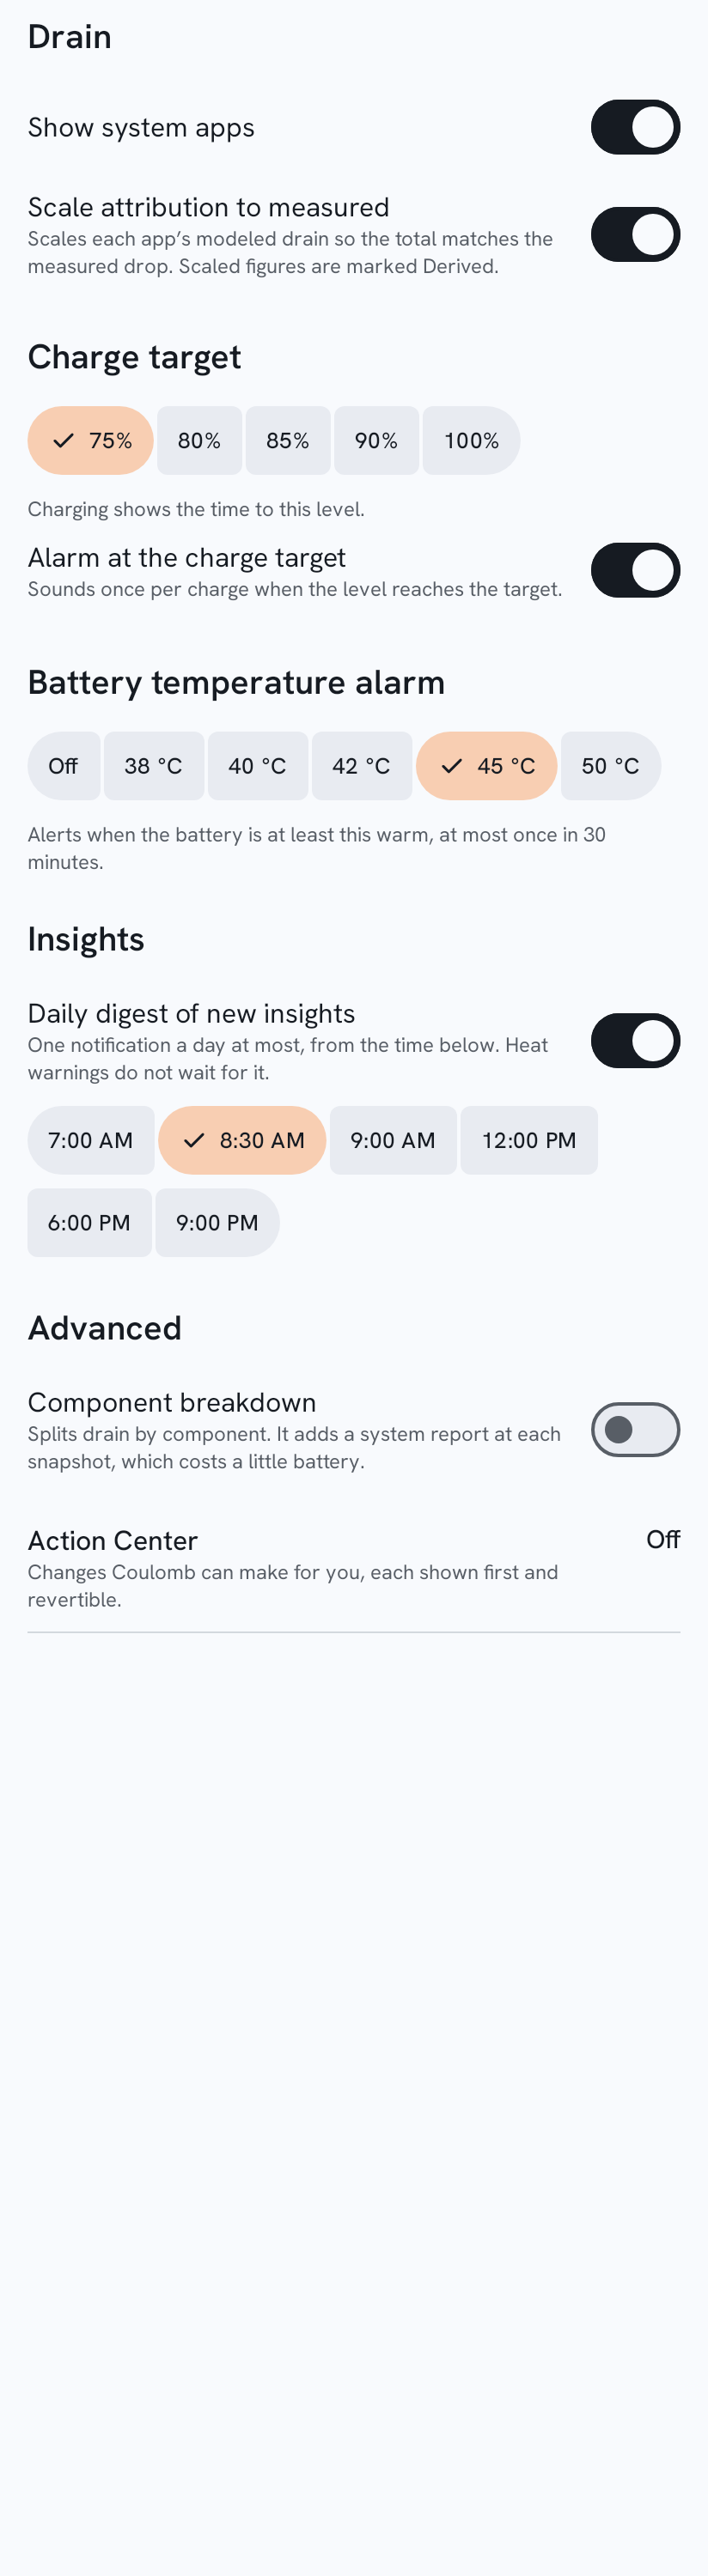 Drain
Show system apps
Scale attribution to measured
Scales each app’s modeled drain so the total matches the
measured drop. Scaled figures are marked Derived.
Charge target
75% 80% 85% 90% 100%
Charging shows the time to this level.
Alarm at the charge target
Sounds once per charge when the level reaches the target.
Battery temperature alarm
Off 38 °C 40 °C 42 °C 45 °C 50 °C
Alerts when the battery is at least this warm, at most once in 30
minutes.
Insights
Daily digest of new insights
One notification a day at most, from the time below. Heat
warnings do not wait for it.
7:00 AM 8:30 AM 9:00 AM 12:00 PM
6:00 PM 9:00 PM
Advanced
Component breakdown
Splits drain by component. It adds a system report at each
snapshot, which costs a little battery.
Action Center Off
Changes Coulomb can make for you, each shown first and
revertible.